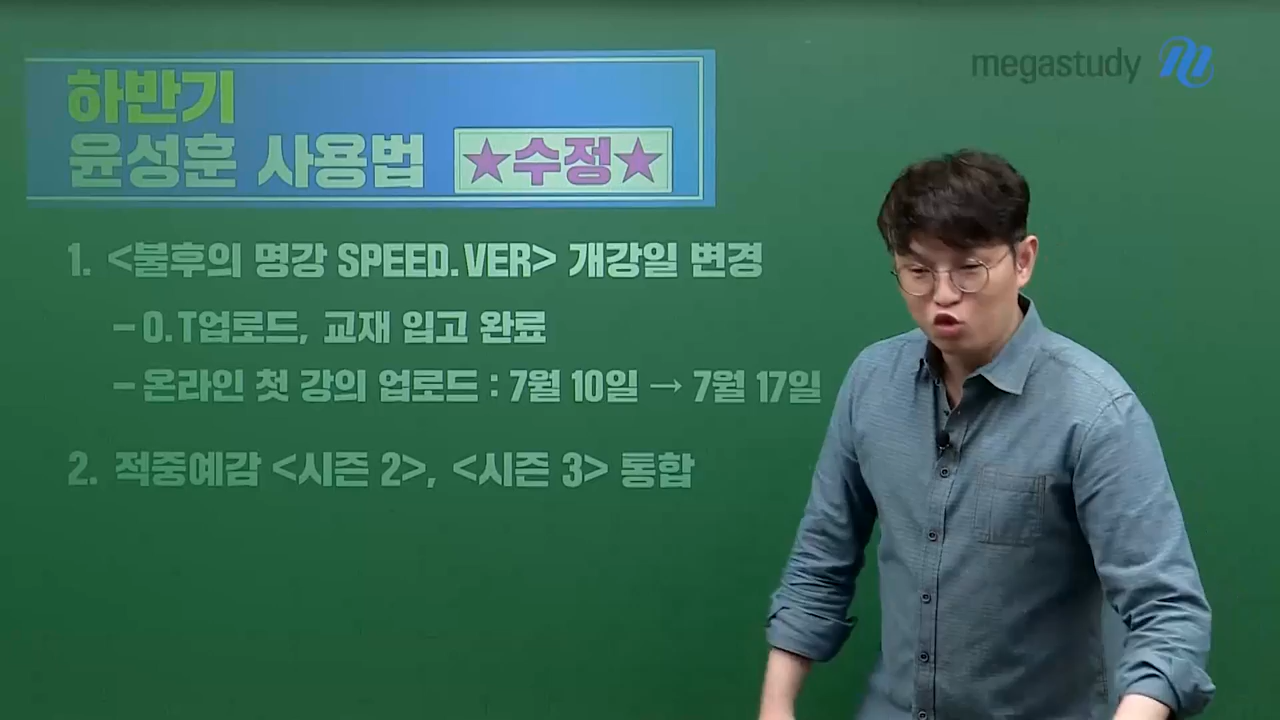 megastudy
하반기
윤성훈 사용법 ★수정★
1. <불후의 명강 SPEED.VER> 개강일 변경
– O.T업로드, 교재 입고 완료
– 온라인 첫 강의 업로드 : 7월 10일 → 7월 17일
2. 적중예감 <시즌 2>, <시즌 3> 통합